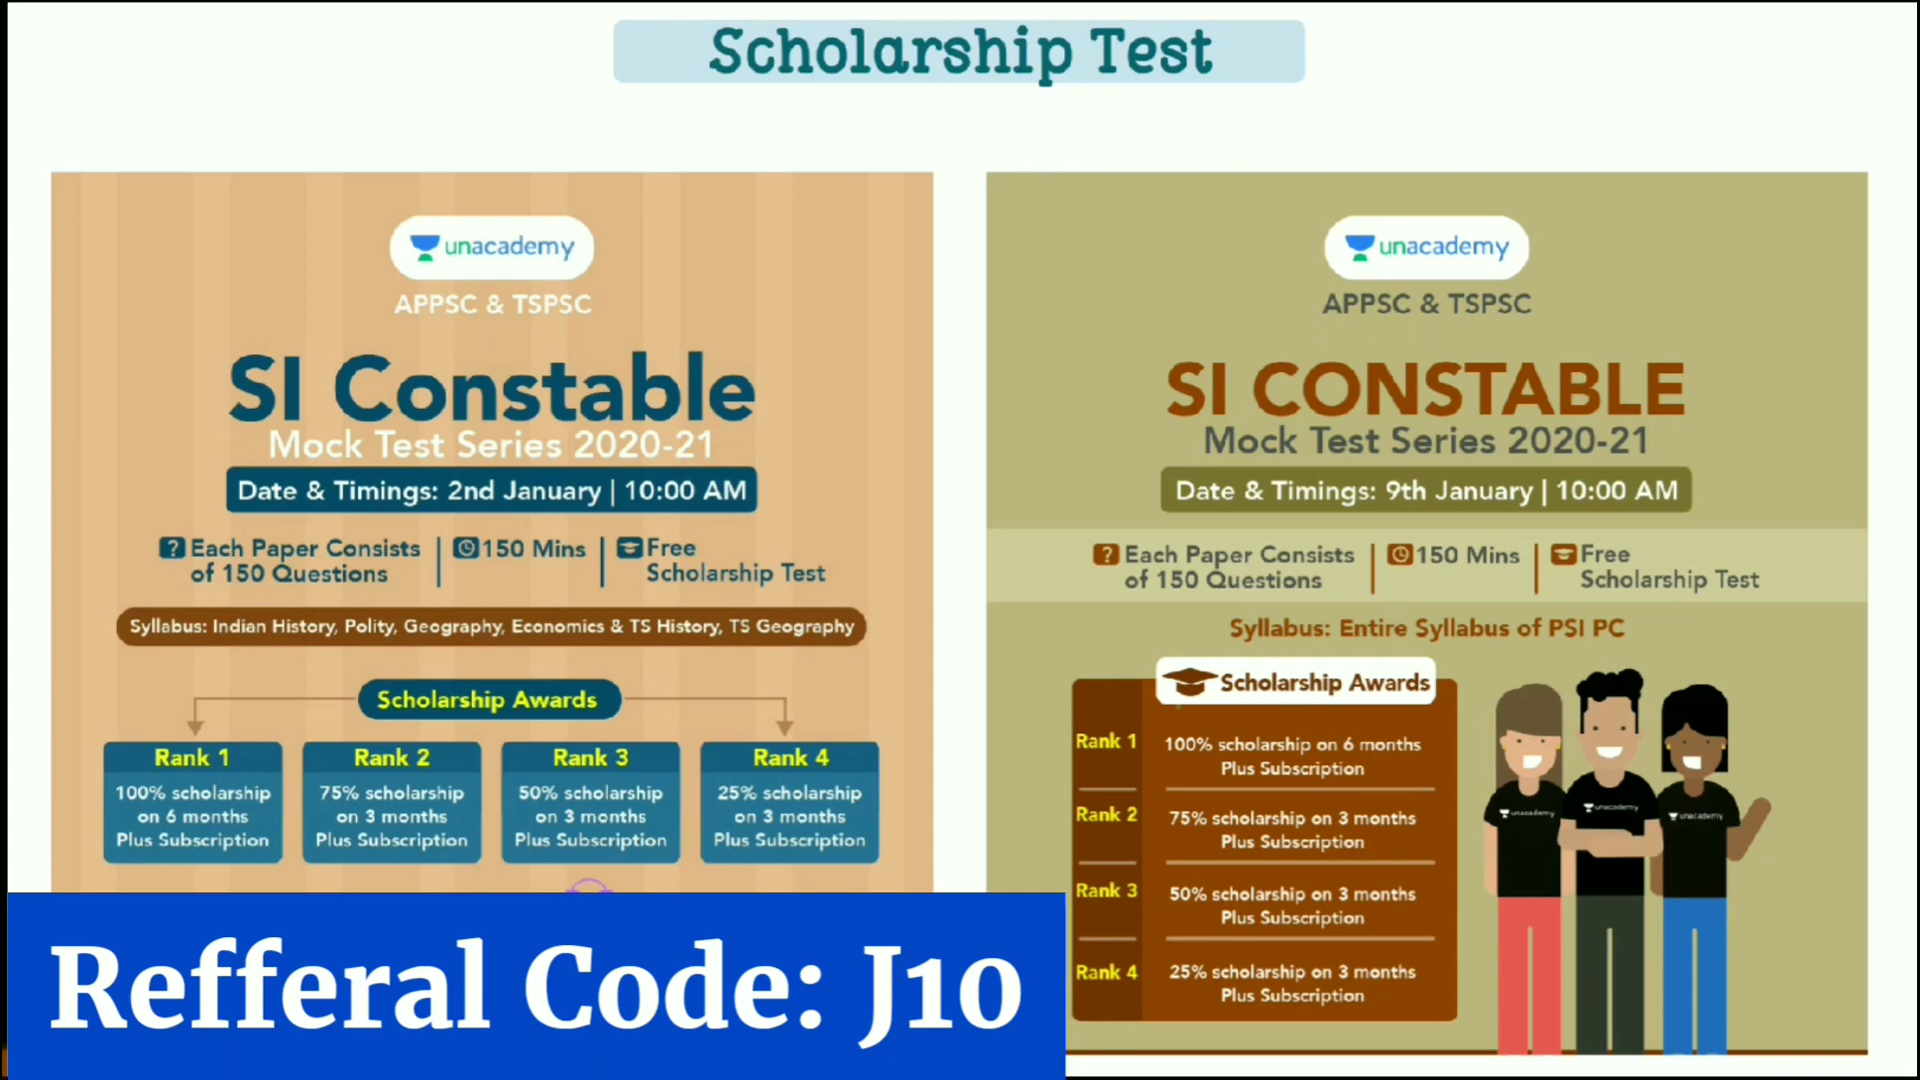 Scholarship Test
unacademy
APPSC & TSPSC
SI Constable
Mock Test Series 2020-21
Date & Timings: 2nd January | 10:00 AM
? Each Paper Consists
of 150 Questions
150 Mins
Free
Scholarship Test
Syllabus: Indian History, Polity, Geography, Economics & TS History, TS Geography
Scholarship Awards
Rank 1
100% scholarship
on 6 months
Plus Subscription
Rank 2
75% scholarship
on 3 months
Plus Subscription
Rank 3
50% scholarship
on 3 months
Plus Subscription
Rank 4
25% scholarship
on 3 months
Plus Subscription
Refferal Code: J10
unacademy
APPSC & TSPSC
SI CONSTABLE
Mock Test Series 2020-21
Date & Timings: 9th January | 10:00 AM
? Each Paper Consists
of 150 Questions
150 Mins
Free
Scholarship Test
Syllabus: Entire Syllabus of PSI PC
Scholarship Awards
Rank 1
100% scholarship on 6 months
Plus Subscription
Rank 2
75% scholarship on 3 months
Plus Subscription
Rank 3
50% scholarship on 3 months
Plus Subscription
Rank 4
25% scholarship on 3 months
Plus Subscription
unacademy
unacademy
unacademy